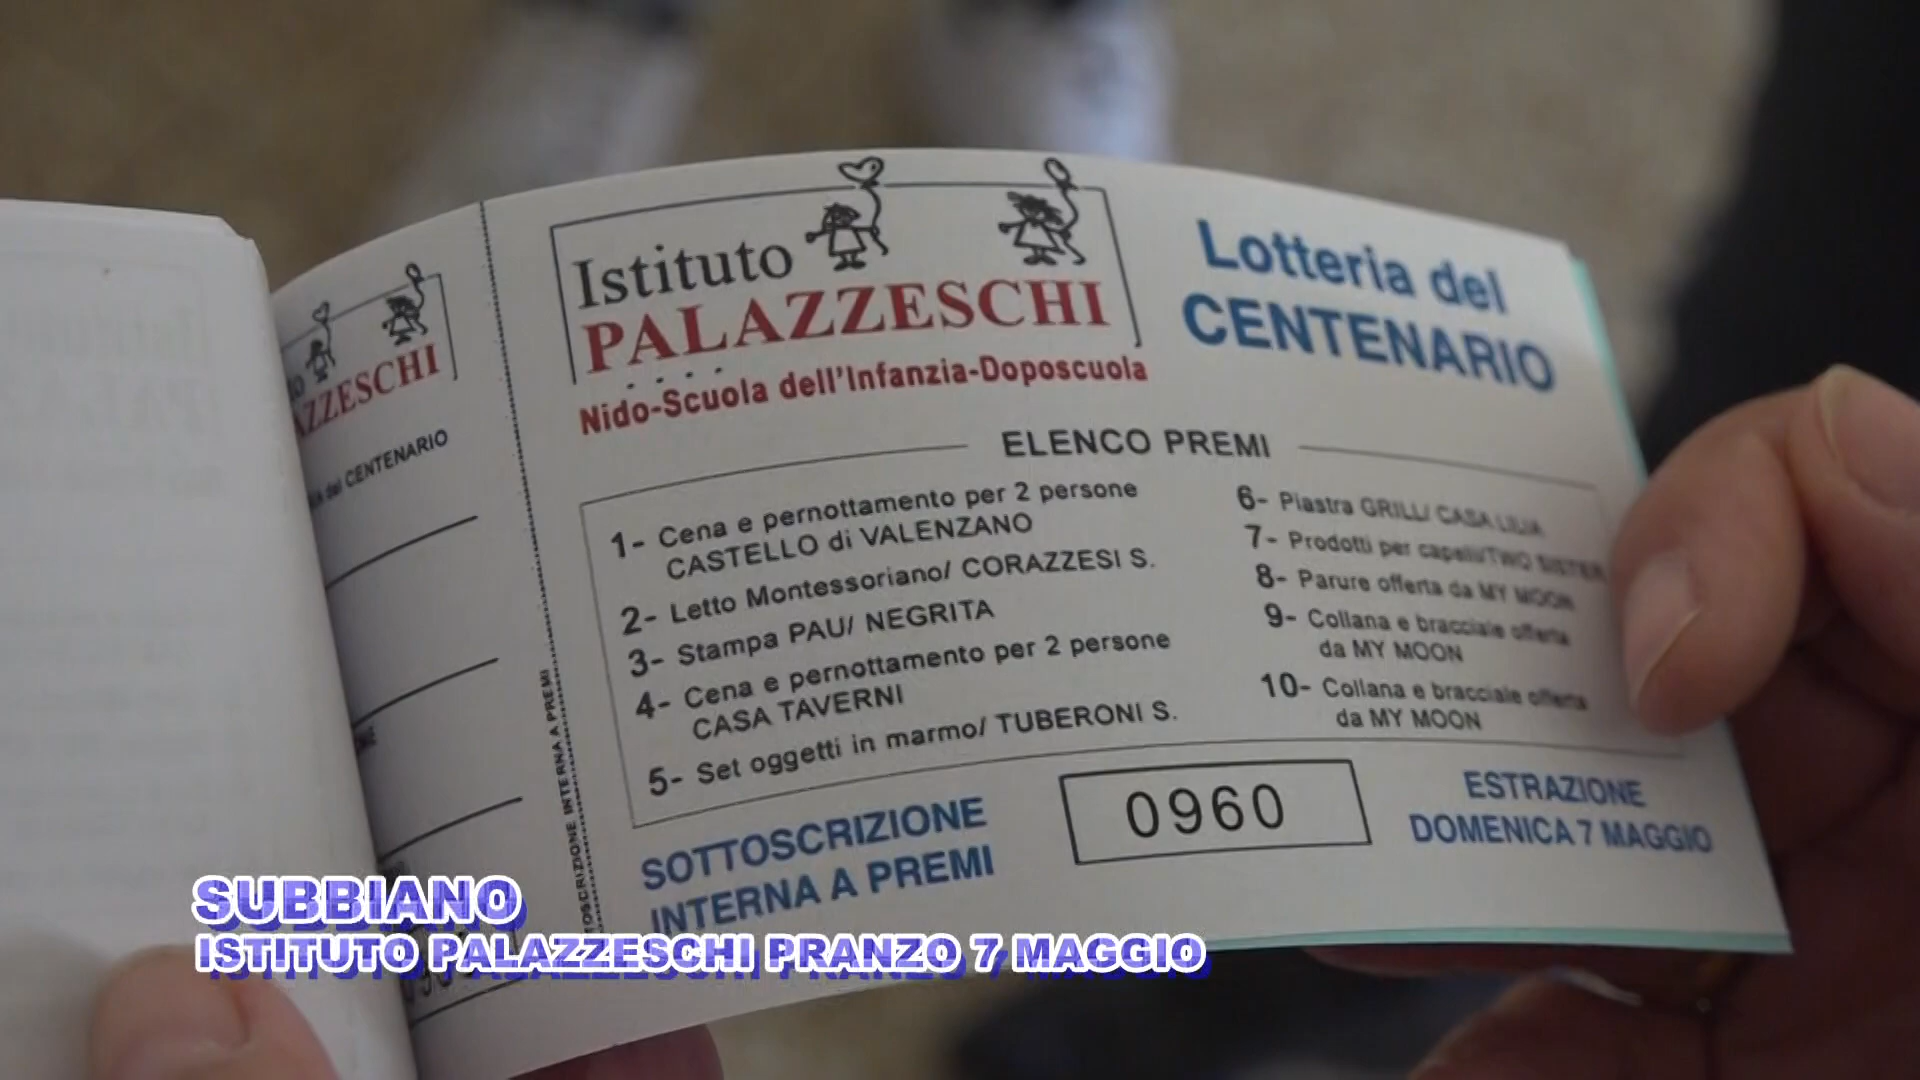 Istituto
PALAZZESCHI
Nido-Scuola dell'Infanzia-Doposcuola
Lotteria del
CENTENARIO
ELENCO PREMI
1- Cena e pernottamento per 2 persone
CASTELLO di VALENZANO
2- Letto Montessoriano/ CORAZZESI S.
3- Stampa PAU/ NEGRITA
4- Cena e pernottamento per 2 persone
CASA TAVERNI
5- Set oggetti in marmo/ TUBERONI S.
6- Piastra GRILL/ CASA LILIA
7- Prodotti per capelli/TWO SISTER
8- Parure offerta da MY MOON
9- Collana e bracciale offerta
da MY MOON
10- Collana e bracciale offerta
da MY MOON
SOTTOSCRIZIONE
INTERNA A PREMI
0960
ESTRAZIONE
DOMENICA 7 MAGGIO
AZZESCHI
del CENTENARIO
TOSCRIZIONE INTERNA A PREMI
SUBBIANO
ISTITUTO PALAZZESCHI PRANZO 7 MAGGIO